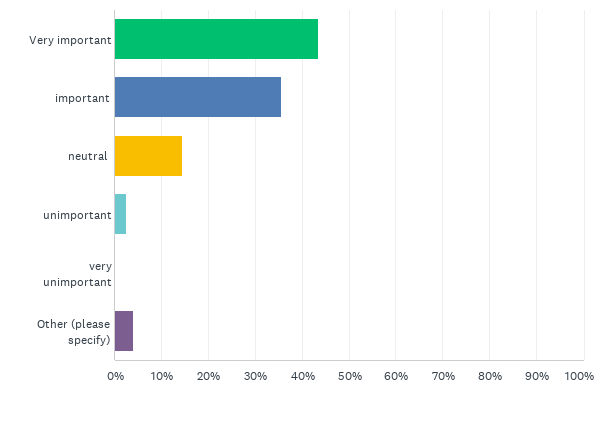 Very important
important
neutral
unimportant
very
unimportant
Other (please
specify)
0% 10% 20% 30% 40% 50% 60% 70% 80% 90% 100%